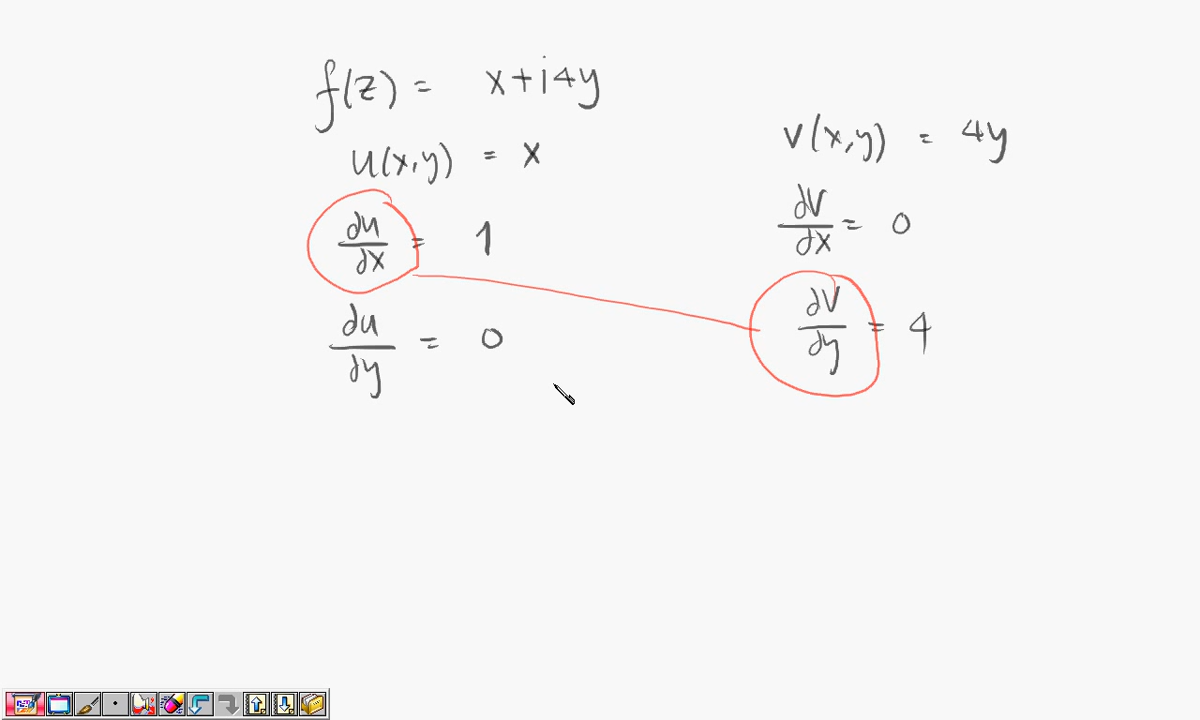 f(z) = x+i4y
u(x,y) = x
∂u/∂x = 1
∂u/∂y = 0
v(x,y) = 4y
∂v/∂x = 0
∂v/∂y = 4